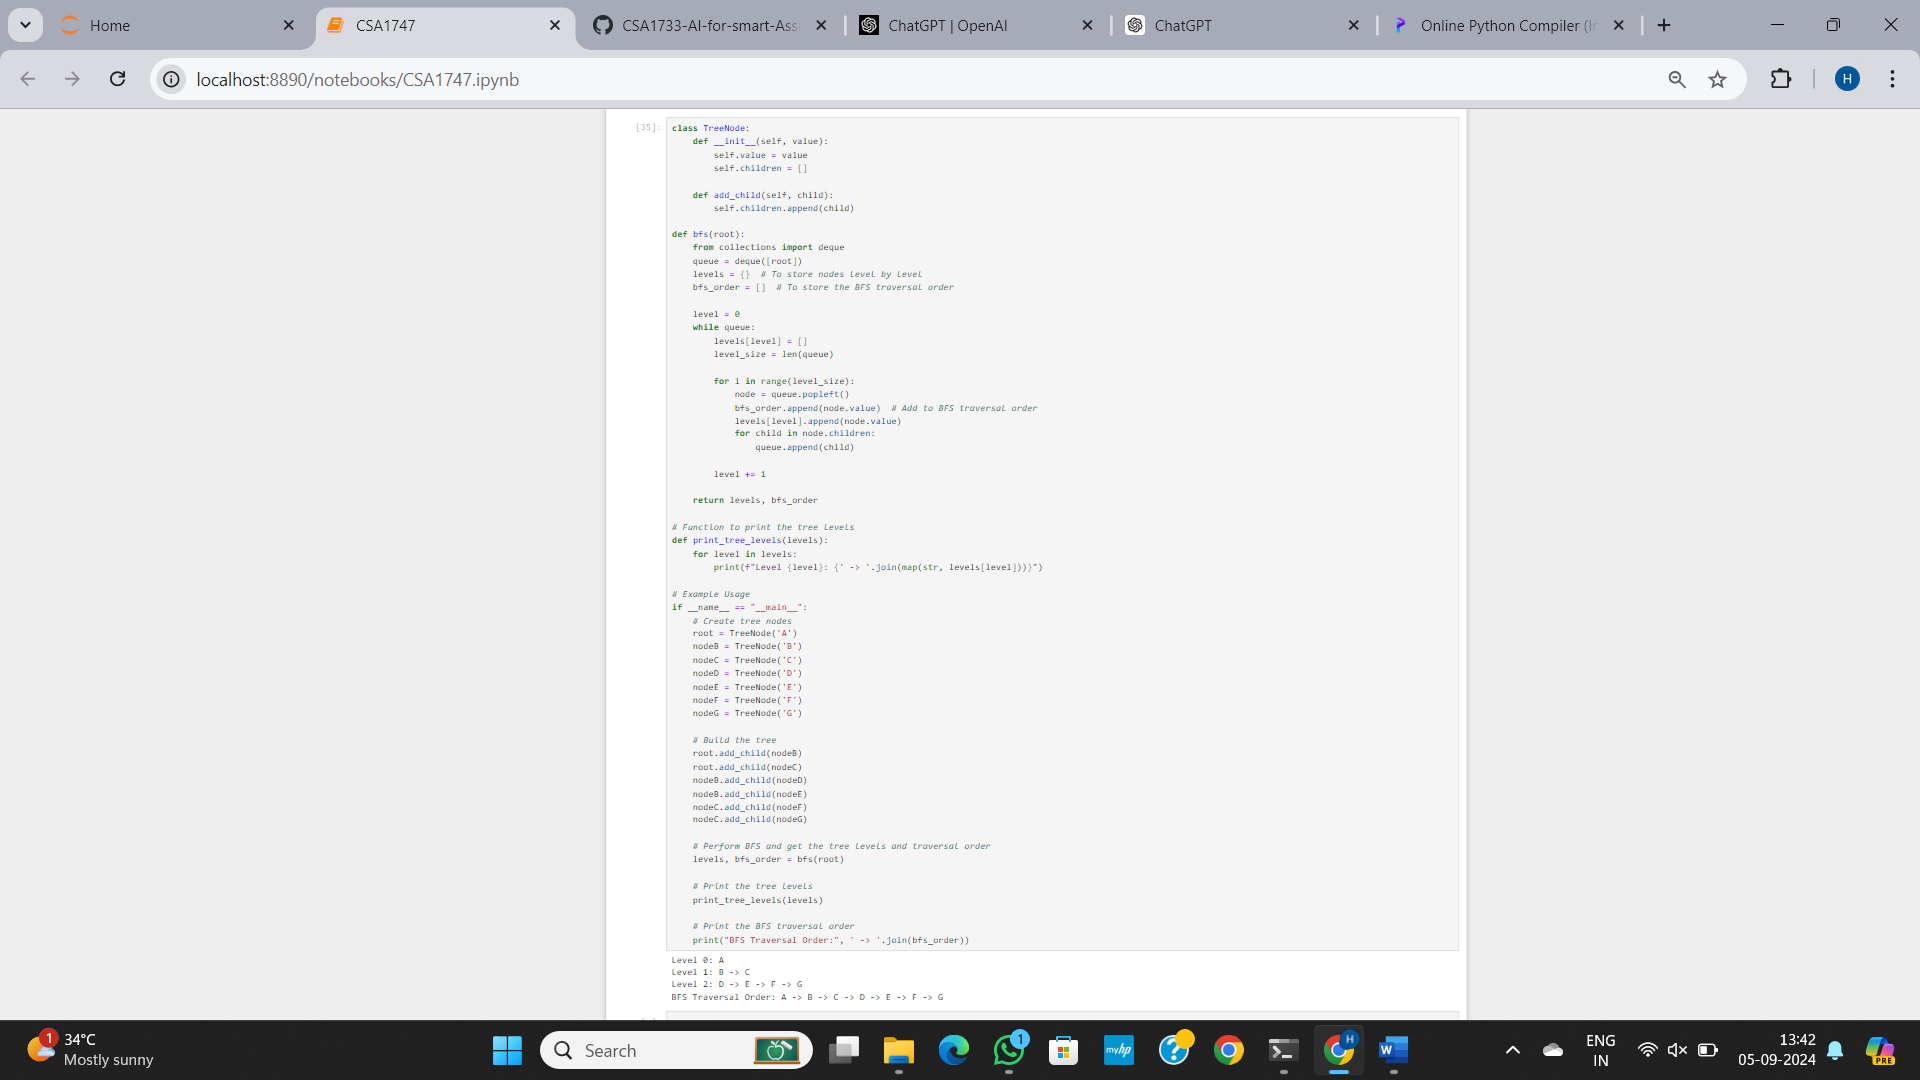 Home
CSA1747
CSA1733-AI-for-smart-Assi
ChatGPT | OpenAI
ChatGPT
Online Python Compiler (In
localhost:8890/notebooks/CSA1747.ipynb
H
[35]:
class TreeNode:
    def __init__(self, value):
        self.value = value
        self.children = []

    def add_child(self, child):
        self.children.append(child)

def bfs(root):
    from collections import deque
    queue = deque([root])
    levels = {}  # To store nodes level by level
    bfs_order = []  # To store the BFS traversal order

    level = 0
    while queue:
        levels[level] = []
        level_size = len(queue)

        for i in range(level_size):
            node = queue.popleft()
            bfs_order.append(node.value)  # Add to BFS traversal order
            levels[level].append(node.value)
            for child in node.children:
                queue.append(child)

        level += 1

    return levels, bfs_order

# Function to print the tree levels
def print_tree_levels(levels):
    for level in levels:
        print(f"Level {level}: {' -> '.join(map(str, levels[level]))}")

# Example Usage
if __name__ == "__main__":
    # Create tree nodes
    root = TreeNode('A')
    nodeB = TreeNode('B')
    nodeC = TreeNode('C')
    nodeD = TreeNode('D')
    nodeE = TreeNode('E')
    nodeF = TreeNode('F')
    nodeG = TreeNode('G')

    # Build the tree
    root.add_child(nodeB)
    root.add_child(nodeC)
    nodeB.add_child(nodeD)
    nodeB.add_child(nodeE)
    nodeC.add_child(nodeF)
    nodeC.add_child(nodeG)

    # Perform BFS and get the tree levels and traversal order
    levels, bfs_order = bfs(root)

    # Print the tree levels
    print_tree_levels(levels)

    # Print the BFS traversal order
    print("BFS Traversal Order:", ' -> '.join(bfs_order))
Level 0: A
Level 1: B -> C
Level 2: D -> E -> F -> G
BFS Traversal Order: A -> B -> C -> D -> E -> F -> G
1
34°C
Mostly sunny
Search
1
myhp
H
W
ENG
IN
13:42
05-09-2024
PRE